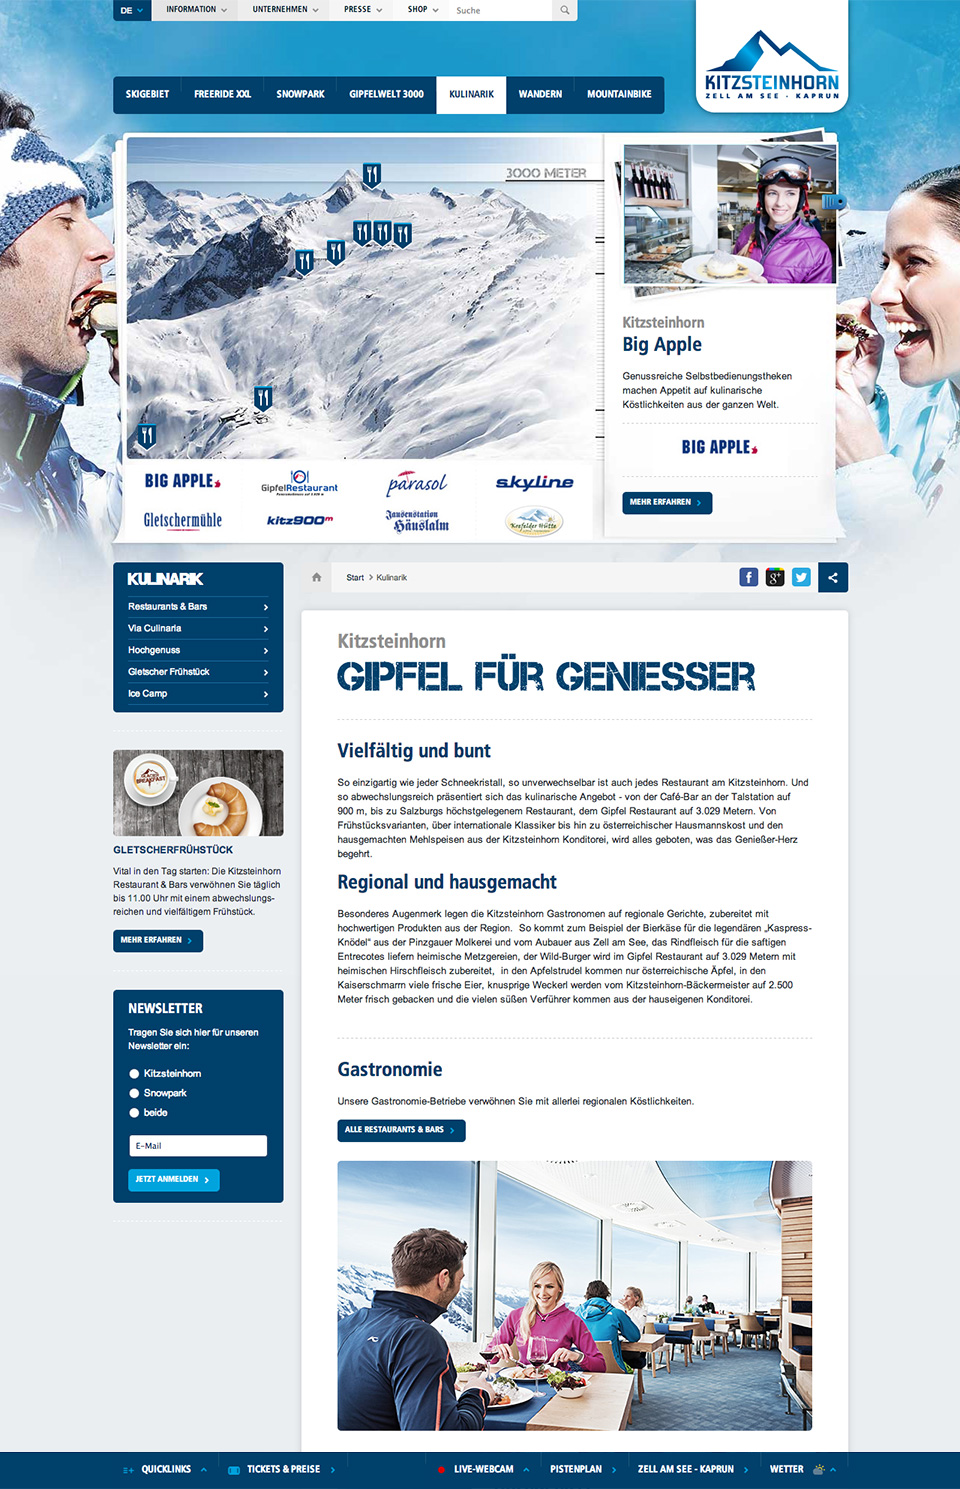 DE
INFORMATION
UNTERNEHMEN
PRESSE
SHOP
Suche
KITZSTEINHORN
ZELL AM SEE · KAPRUN
SKIGEBIET
FREERIDE XXL
SNOWPARK
GIPFELWELT 3000
KULINARIK
WANDERN
MOUNTAINBIKE
3000 METER
Kitzsteinhorn
Big Apple
Genussreiche Selbstbedienungstheken
machen Appetit auf kulinarische
Köstlichkeiten aus der ganzen Welt.
BIG APPLE
MEHR ERFAHREN
BIG APPLE
GipfelRestaurant
parasol
skyline
Gletschermühle
kitz900m
Jausenstation
Häuslalm
Krefelder Hütte
KULINARIK
Restaurants & Bars
Via Culinaria
Hochgenuss
Gletscher Frühstück
Ice Camp
Start > Kulinarik
Kitzsteinhorn
GIPFEL FÜR GENIESSER
Vielfältig und bunt
So einzigartig wie jeder Schneekristall, so unverwechselbar ist auch jedes Restaurant am Kitzsteinhorn. Und
so abwechslungsreich präsentiert sich das kulinarische Angebot - von der Café-Bar an der Talstation auf
900 m, bis zu Salzburgs höchstgelegenem Restaurant, dem Gipfel Restaurant auf 3.029 Metern. Von
Frühstücksvarianten, über internationale Klassiker bis hin zu österreichischer Hausmannskost und den
hausgemachten Mehlspeisen aus der Kitzsteinhorn Konditorei, wird alles geboten, was das Genießer-Herz
begehrt.
Regional und hausgemacht
Besonderes Augenmerk legen die Kitzsteinhorn Gastronomen auf regionale Gerichte, zubereitet mit
hochwertigen Produkten aus der Region. So kommt zum Beispiel der Bierkäse für die legendären „Kaspress-
Knödel" aus der Pinzgauer Molkerei und vom Aubauer aus Zell am See, das Rindfleisch für die saftigen
Entrecotes liefern heimische Metzgereien, der Wild-Burger wird im Gipfel Restaurant auf 3.029 Metern mit
heimischen Hirschfleisch zubereitet, in den Apfelstrudel kommen nur österreichische Äpfel, in den
Kaiserschmarrn viele frische Eier, knusprige Weckerl werden vom Kitzsteinhorn-Bäckermeister auf 2.500
Meter frisch gebacken und die vielen süßen Verführer kommen aus der hauseigenen Konditorei.
GLACIER
BREAKFAST
GLETSCHERFRÜHSTÜCK
Vital in den Tag starten: Die Kitzsteinhorn
Restaurant & Bars verwöhnen Sie täglich
bis 11.00 Uhr mit einem abwechslungs-
reichen und vielfältigem Frühstück.
MEHR ERFAHREN
NEWSLETTER
Tragen Sie sich hier für unseren
Newsletter ein:
Kitzsteinhorn
Snowpark
beide
E-Mail
JETZT ANMELDEN
Gastronomie
Unsere Gastronomie-Betriebe verwöhnen Sie mit allerlei regionalen Köstlichkeiten.
ALLE RESTAURANTS & BARS
QUICKLINKS
TICKETS & PREISE
LIVE-WEBCAM
PISTENPLAN
ZELL AM SEE - KAPRUN
WETTER